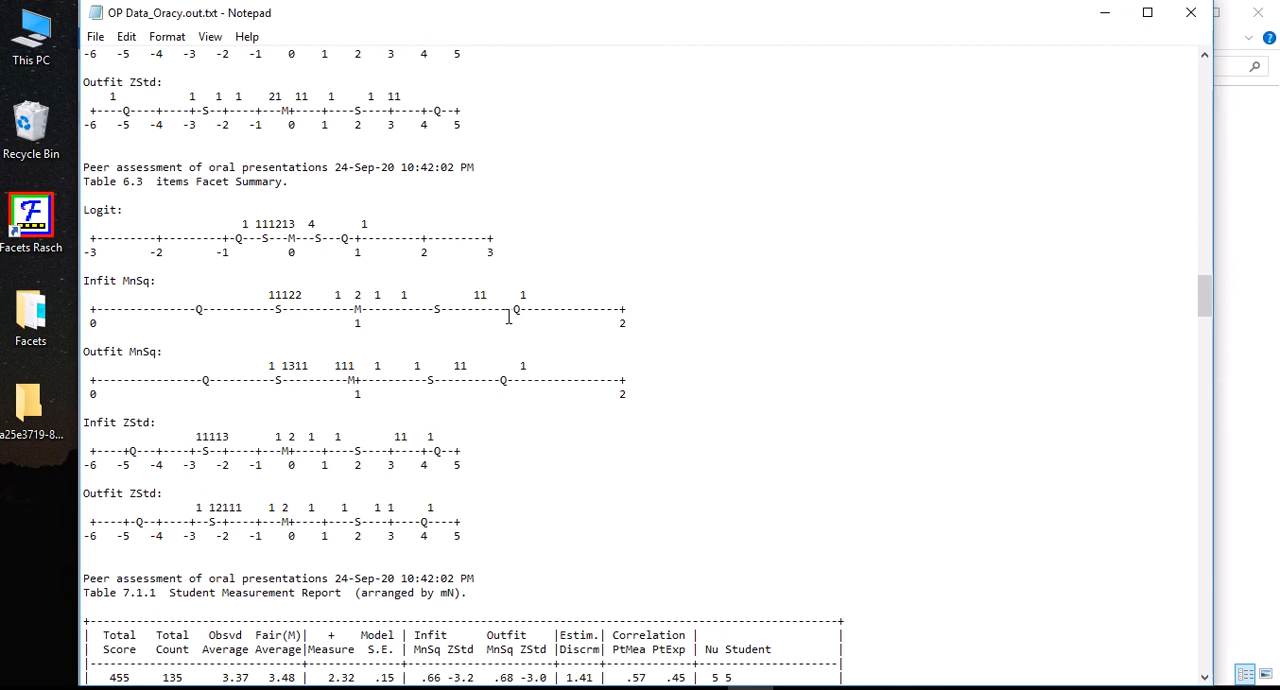 OP Data_Oracy.out.txt - Notepad
File Edit Format View Help
This PC
Recycle Bin
Facets Rasch
Facets
a25e3719-8...
-6 -5 -4 -3 -2 -1 0 1 2 3 4 5
Outfit ZStd:
1 1 1 1 21 11 1 1 11
+----Q----+----+--S--+----+----M+----+----+----S----+----+--Q--+
-6 -5 -4 -3 -2 -1 0 1 2 3 4 5
Peer assessment of oral presentations 24-Sep-20 10:42:02 PM
Table 6.3 items Facet Summary.
Logit:
1 111213 4 1
+---------+---------+-Q---S---M---S---Q-+---------+---------+
-3 -2 -1 0 1 2 3
Infit MnSq:
11122 1 2 1 1 11 1
+---------------Q-----------S-----------M-----------S-----------Q---------------+
0 1 2
Outfit MnSq:
1 1311 111 1 1 11 1
+----------------Q----------S----------M+----------S----------Q-----------------+
0 1 2
Infit ZStd:
11113 1 2 1 1 11 1
+----+Q---+----+-S--+----+---M+----+----S----+----+-Q--+
-6 -5 -4 -3 -2 -1 0 1 2 3 4 5
Outfit ZStd:
1 12111 1 2 1 1 1 1 1
+----+-Q--+----+--S-+----+---M+----+----S----+----Q----+
-6 -5 -4 -3 -2 -1 0 1 2 3 4 5
Peer assessment of oral presentations 24-Sep-20 10:42:02 PM
Table 7.1.1 Student Measurement Report (arranged by mN).
| Total Total Obsvd Fair(M)| + Model | Infit Outfit |Estim.| Correlation | |
| Score Count Average Average|Measure S.E. | MnSq ZStd MnSq ZStd |Discrm| PtMea PtExp | Nu Student |
| 455 135 3.37 3.48 | 2.32 .15 | .66 -3.2 .68 -3.0 | 1.41 | .57 .45 | 5 5 |